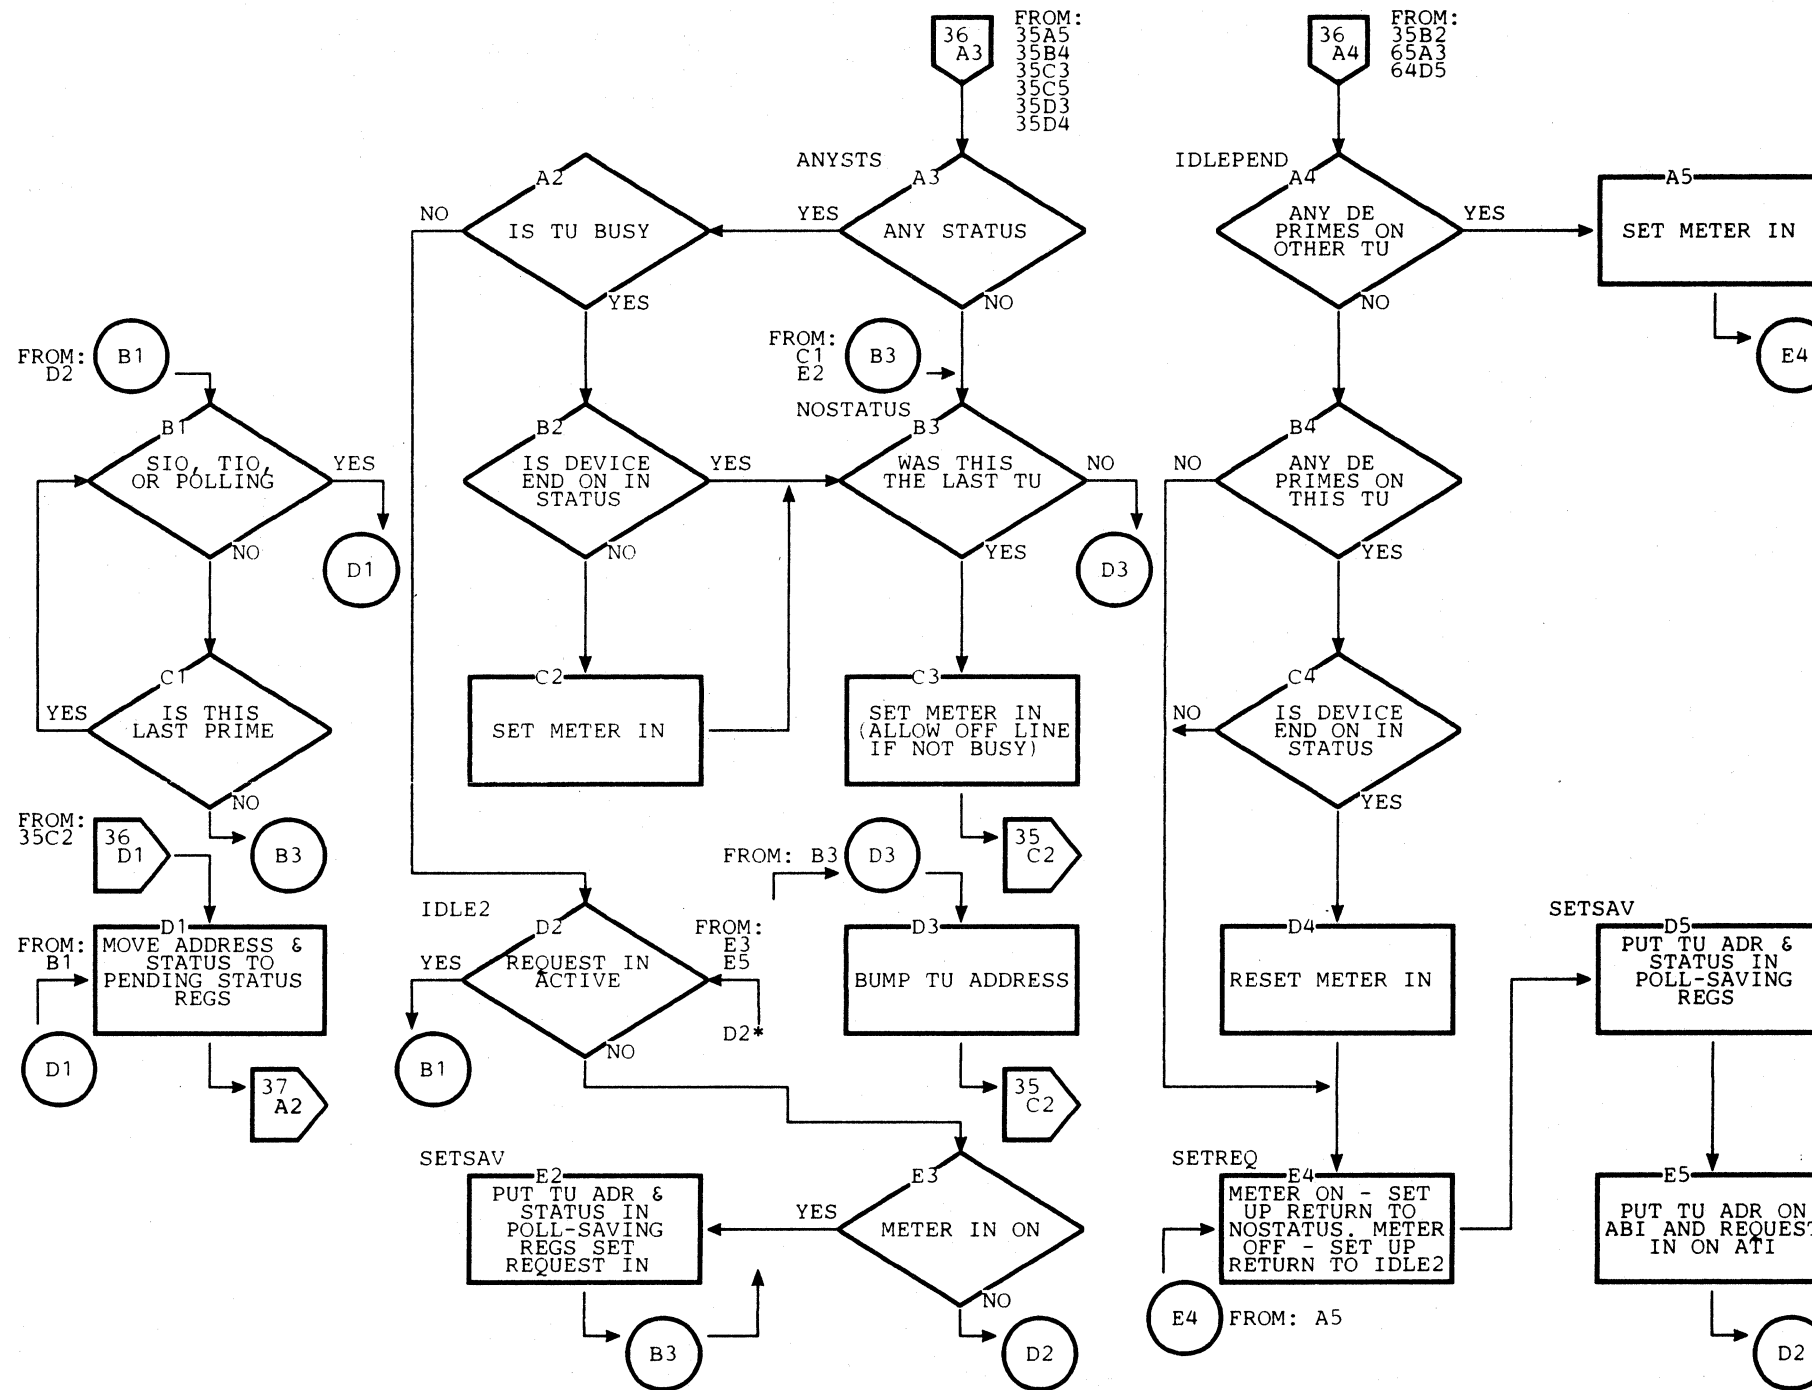 36
A3
FROM:
35A5
35B4
35C3
35C5
35D3
35D4
36
A4
FROM:
35B2
65A3
64D5
A2
IS TU BUSY
NO
YES
ANYSTS
A3
ANY STATUS
YES
NO
IDLEPEND
A4
ANY DE
PRIMES ON
OTHER TU
YES
NO
A5
SET METER IN
E4
FROM:
D2
B1
B1
SIO, TIO,
OR POLLING
YES
NO
D1
B2
IS DEVICE
END ON IN
STATUS
YES
NO
FROM:
C1
E2
B3
NOSTATUS
B3
WAS THIS
THE LAST TU
NO
YES
D3
B4
ANY DE
PRIMES ON
THIS TU
NO
YES
C1
IS THIS
LAST PRIME
YES
NO
B3
C2
SET METER IN
C3
SET METER IN
(ALLOW OFF LINE
IF NOT BUSY)
35
C2
C4
IS DEVICE
END ON IN
STATUS
NO
YES
FROM:
35C2
36
D1
FROM:
B1
D1
MOVE ADDRESS &
STATUS TO
PENDING STATUS
REGS
D1
37
A2
IDLE2
D2
REQUEST IN
ACTIVE
YES
NO
B1
FROM:
E3
E5
D2*
FROM: B3
D3
D3
BUMP TU ADDRESS
35
C2
D4
RESET METER IN
SETSAV
D5
PUT TU ADR &
STATUS IN
POLL-SAVING
REGS
SETSAV
E2
PUT TU ADR &
STATUS IN
POLL-SAVING
REGS SET
REQUEST IN
B3
E3
METER IN ON
YES
NO
D2
SETREQ
E4
METER ON - SET
UP RETURN TO
NOSTATUS. METER
OFF - SET UP
RETURN TO IDLE2
E4
FROM: A5
E5
PUT TU ADR ON
ABI AND REQUEST
IN ON ATI
D2